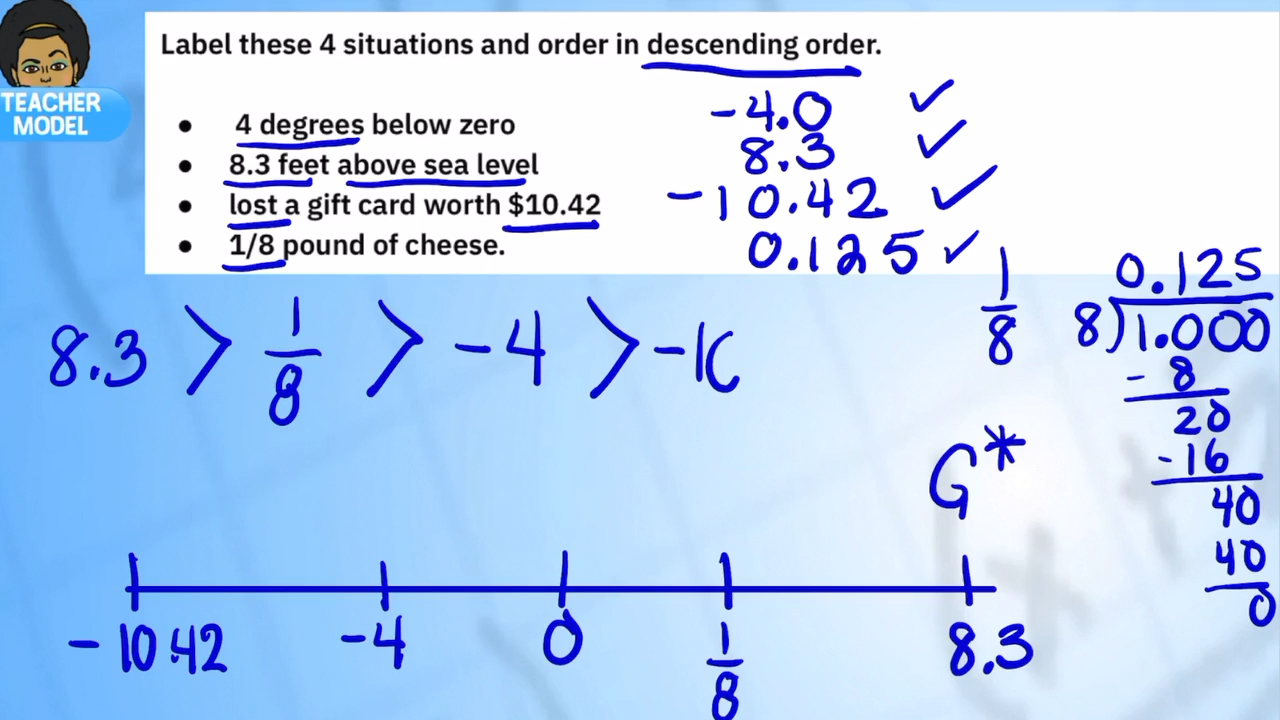 Label these 4 situations and order in descending order.
TEACHER
MODEL
• 4 degrees below zero
-4.0 ✓
• 8.3 feet above sea level
8.3 ✓
• lost a gift card worth $10.42
-10.42 ✓
• 1/8 pound of cheese.
0.125 ✓
8.3 > 1/8 > -4 > -10
1/8
0.125
8)1.000
-8
20
-16
40
40
0
G*
-10.42 -4 0 1/8 8.3